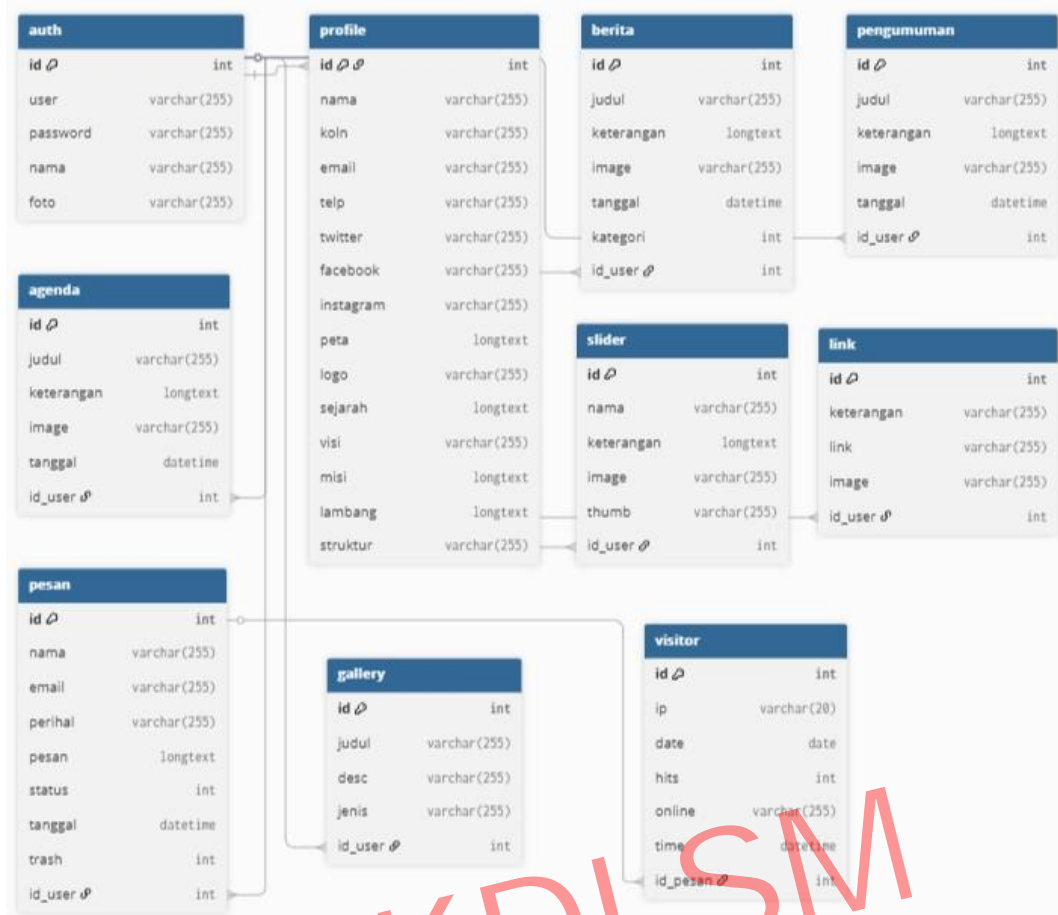 auth
id int
user varchar(255)
password varchar(255)
nama varchar(255)
foto varchar(255)
profile
id int
nama varchar(255)
koln varchar(255)
email varchar(255)
telp varchar(255)
twitter varchar(255)
facebook varchar(255)
instagram varchar(255)
peta longtext
logo varchar(255)
sejarah longtext
visi varchar(255)
misi longtext
lambang longtext
struktur varchar(255)
berita
id int
judul varchar(255)
keterangan longtext
image varchar(255)
tanggal datetime
kategori int
id_user int
pengumuman
id int
judul varchar(255)
keterangan longtext
image varchar(255)
tanggal datetime
id_user int
agenda
id int
judul varchar(255)
keterangan longtext
image varchar(255)
tanggal datetime
id_user int
slider
id int
nama varchar(255)
keterangan longtext
image varchar(255)
thumb varchar(255)
id_user int
link
id int
keterangan varchar(255)
link varchar(255)
image varchar(255)
id_user int
pesan
id int
nama varchar(255)
email varchar(255)
perihal varchar(255)
pesan longtext
status int
tanggal datetime
trash int
id_user int
gallery
id int
judul varchar(255)
desc varchar(255)
jenis varchar(255)
id_user int
visitor
id int
ip varchar(20)
date date
hits int
online varchar(255)
time datetime
id_pesan int